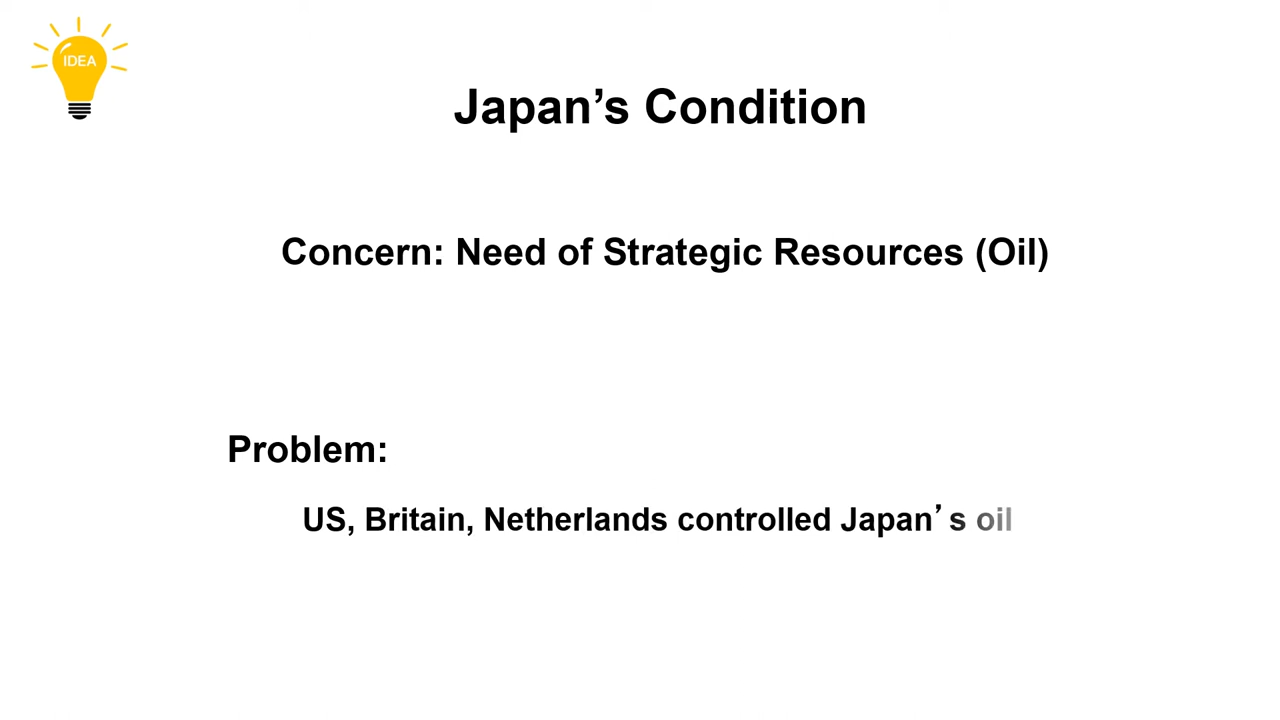 IDEA
Japan’s Condition
Concern: Need of Strategic Resources (Oil)
Problem:
US, Britain, Netherlands controlled Japan’s oil